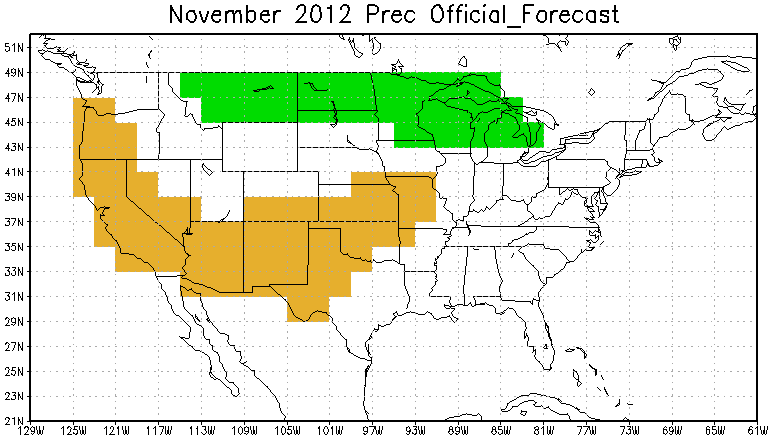 November 2012 Prec Official_Forecast
51N
49N
47N
45N
43N
41N
39N
37N
35N
33N
31N
29N
27N
25N
23N
21N
129W 125W 121W 117W 113W 109W 105W 101W 97W 93W 89W 85W 81W 77W 73W 69W 65W 61W